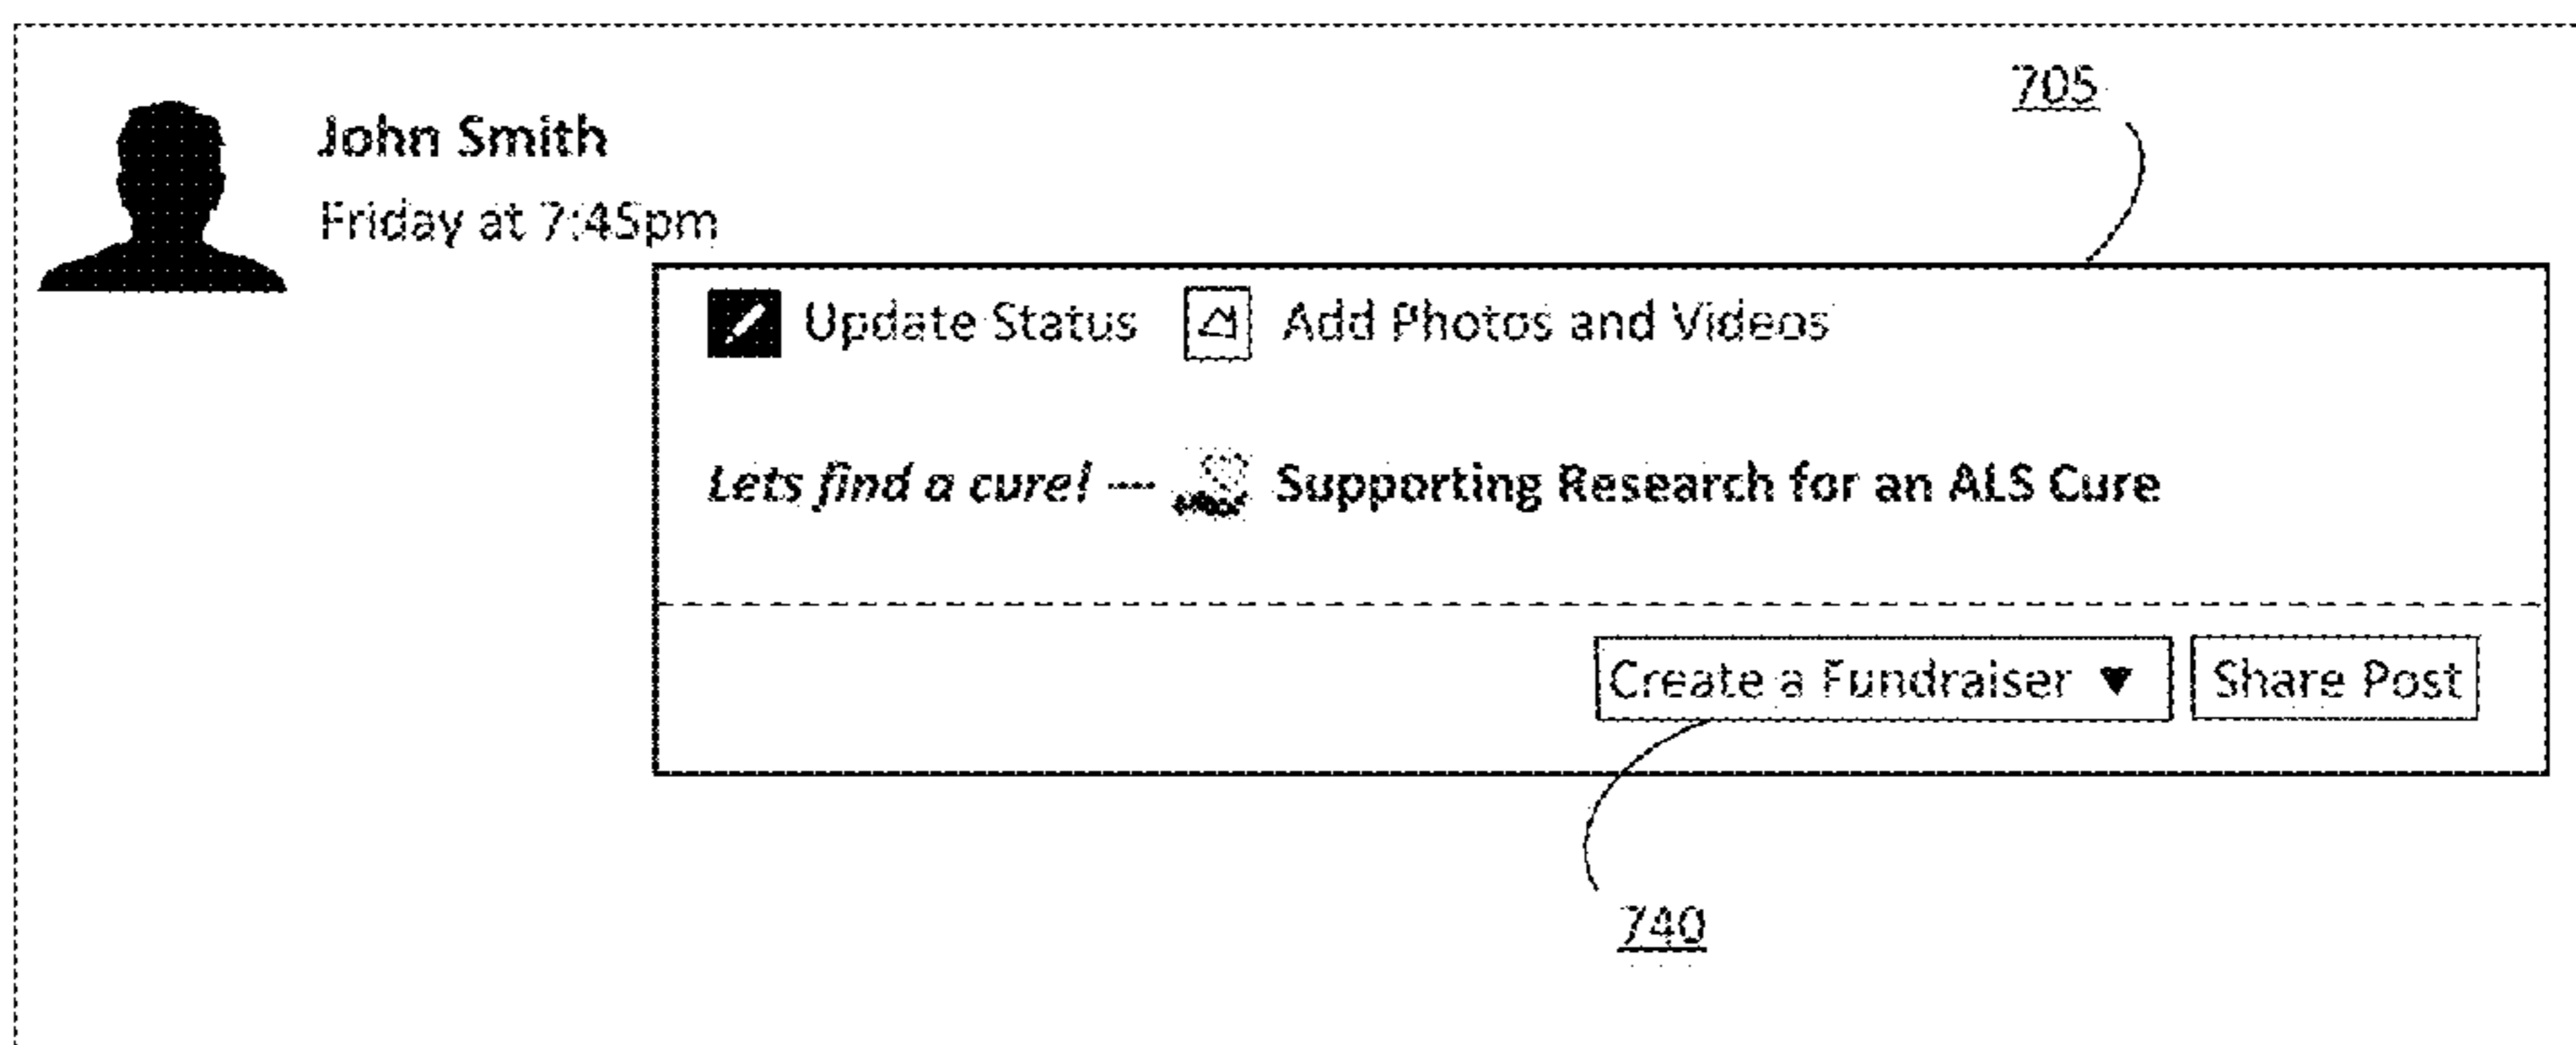 705
John Smith
Friday at 7:45pm
Update Status Add Photos and Videos
Lets find a cure! — Supporting Research for an ALS Cure
Create a Fundraiser ▼ Share Post
740